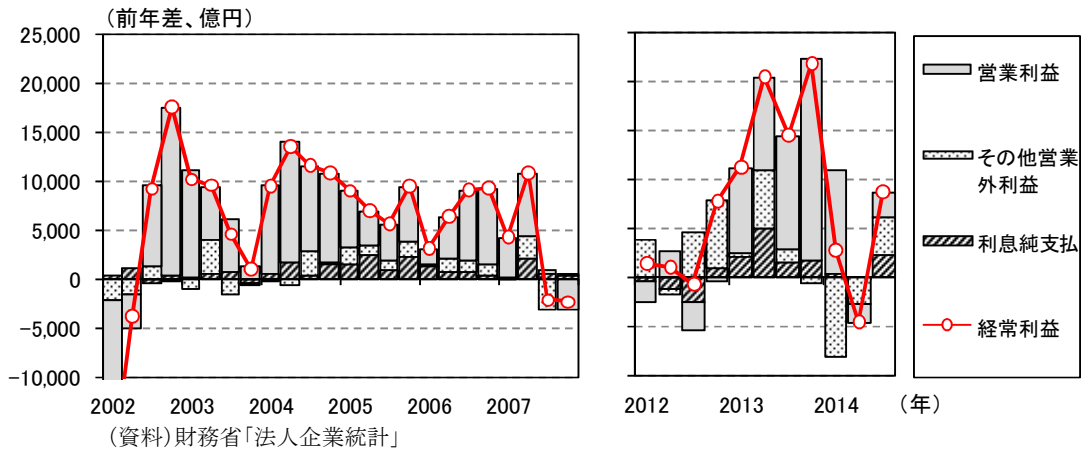 (前年差、億円)
25,000
20,000
15,000
10,000
5,000
0
-5,000
-10,000
2002 2003 2004 2005 2006 2007
2012 2013 2014 (年)
営業利益
その他営業
外利益
利息純支払
経常利益
(資料)財務省「法人企業統計」